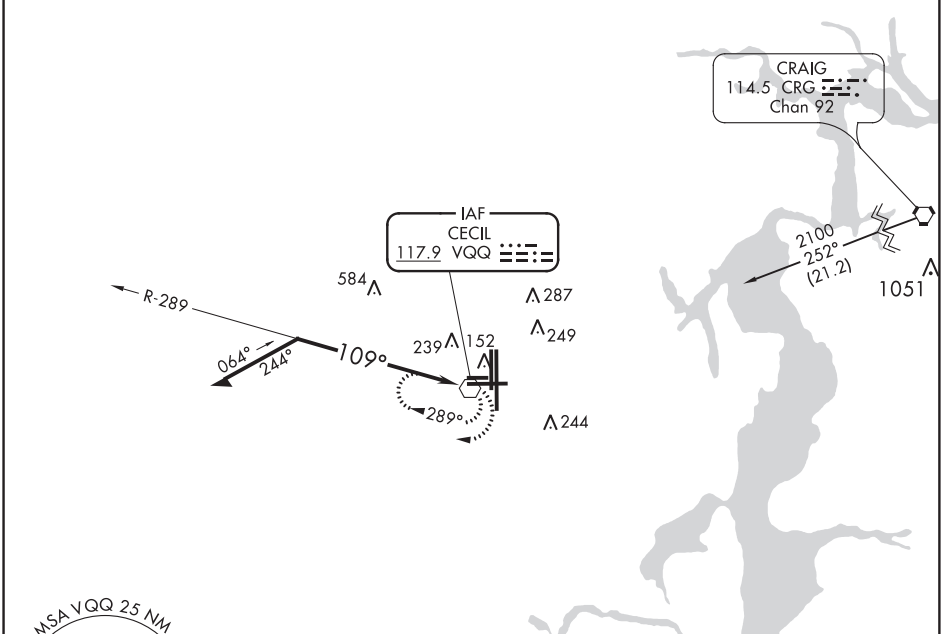 CRAIG
114.5 CRG
Chan 92
IAF
CECIL
117.9 VQQ
2100
252°
(21.2)
1051
584
287
R-289
249
239
152
064°
244°
109°
289°
244
MSA VQQ 25 NM